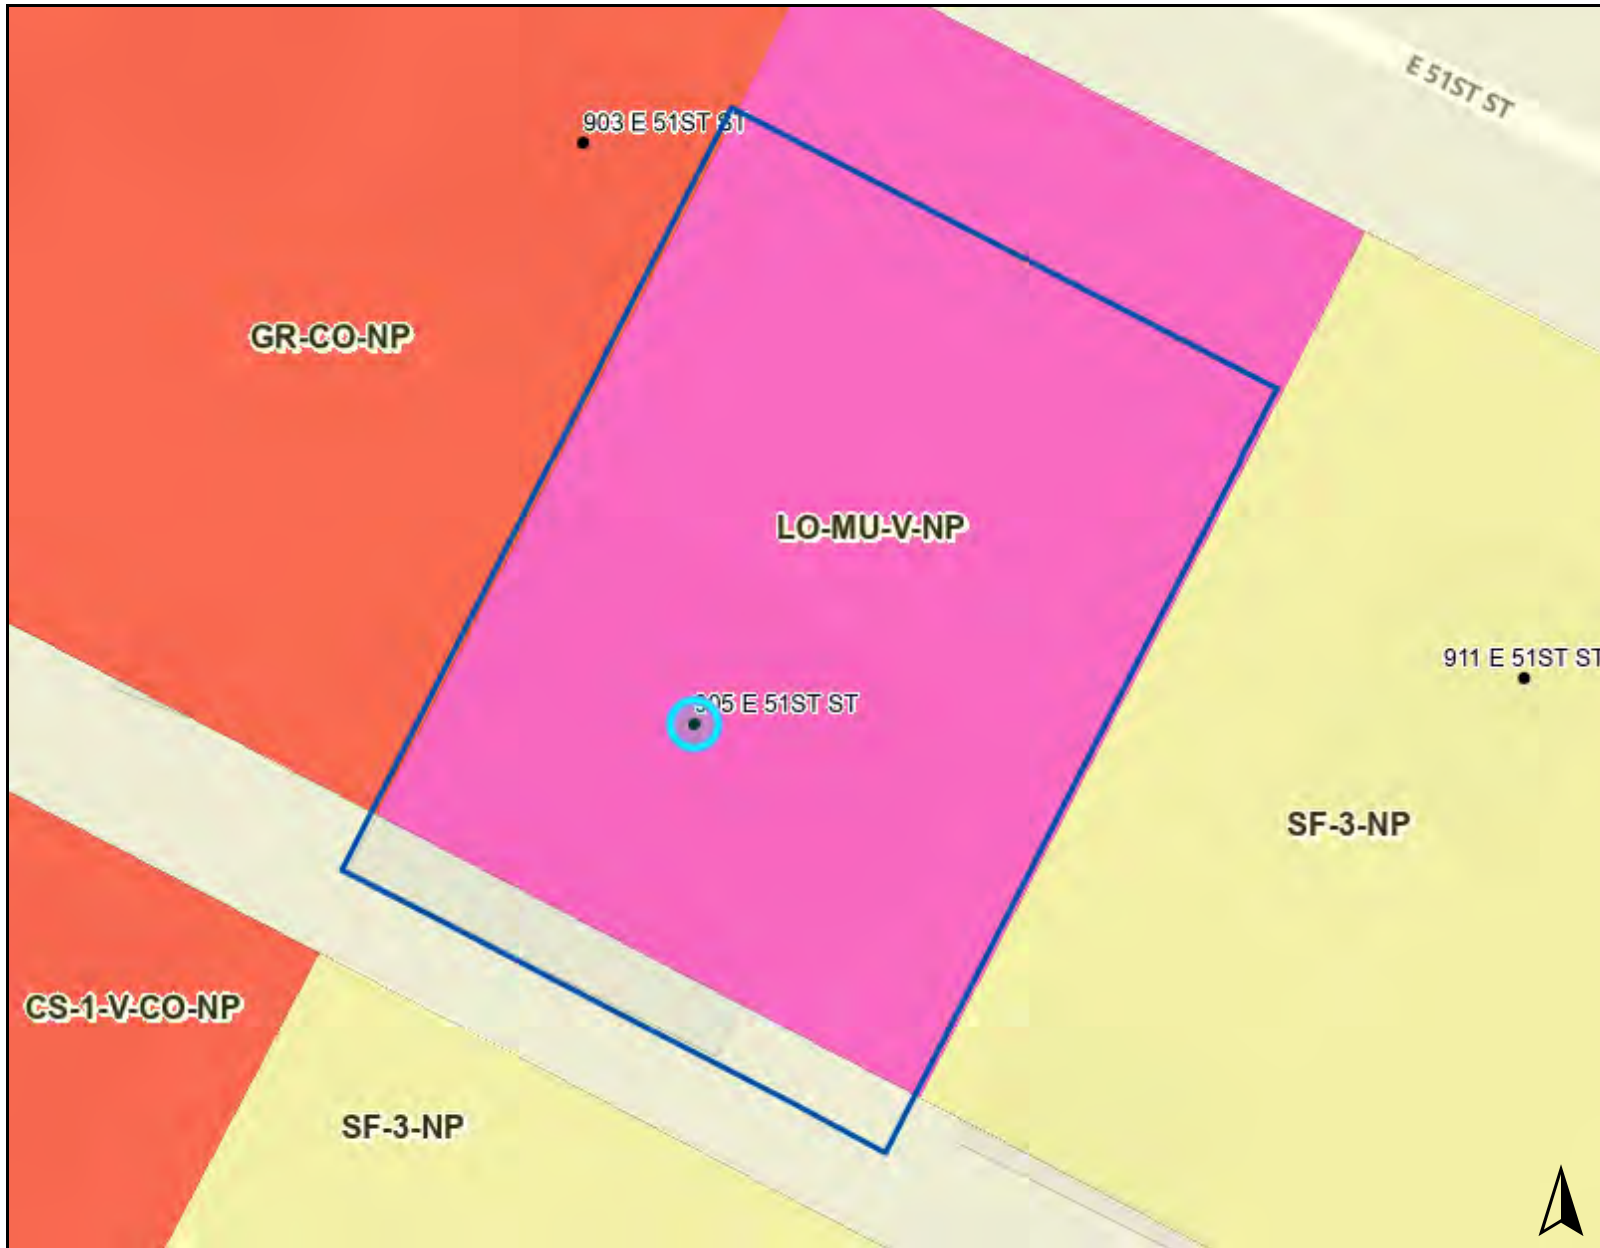 E 51ST ST
903 E 51ST ST
GR-CO-NP
LO-MU-V-NP
911 E 51ST ST
905 E 51ST ST
SF-3-NP
CS-1-V-CO-NP
SF-3-NP